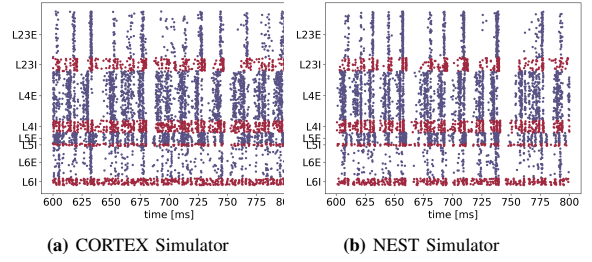 L23E
L23I
L4E
L4I
L5E
L5I
L6E
L6I
600 625 650 675 700 725 750 775 80
time [ms]
(a) CORTEX Simulator
L23E
L23I
L4E
L4I
L5E
L5I
L6E
L6I
600 625 650 675 700 725 750 775 800
time [ms]
(b) NEST Simulator